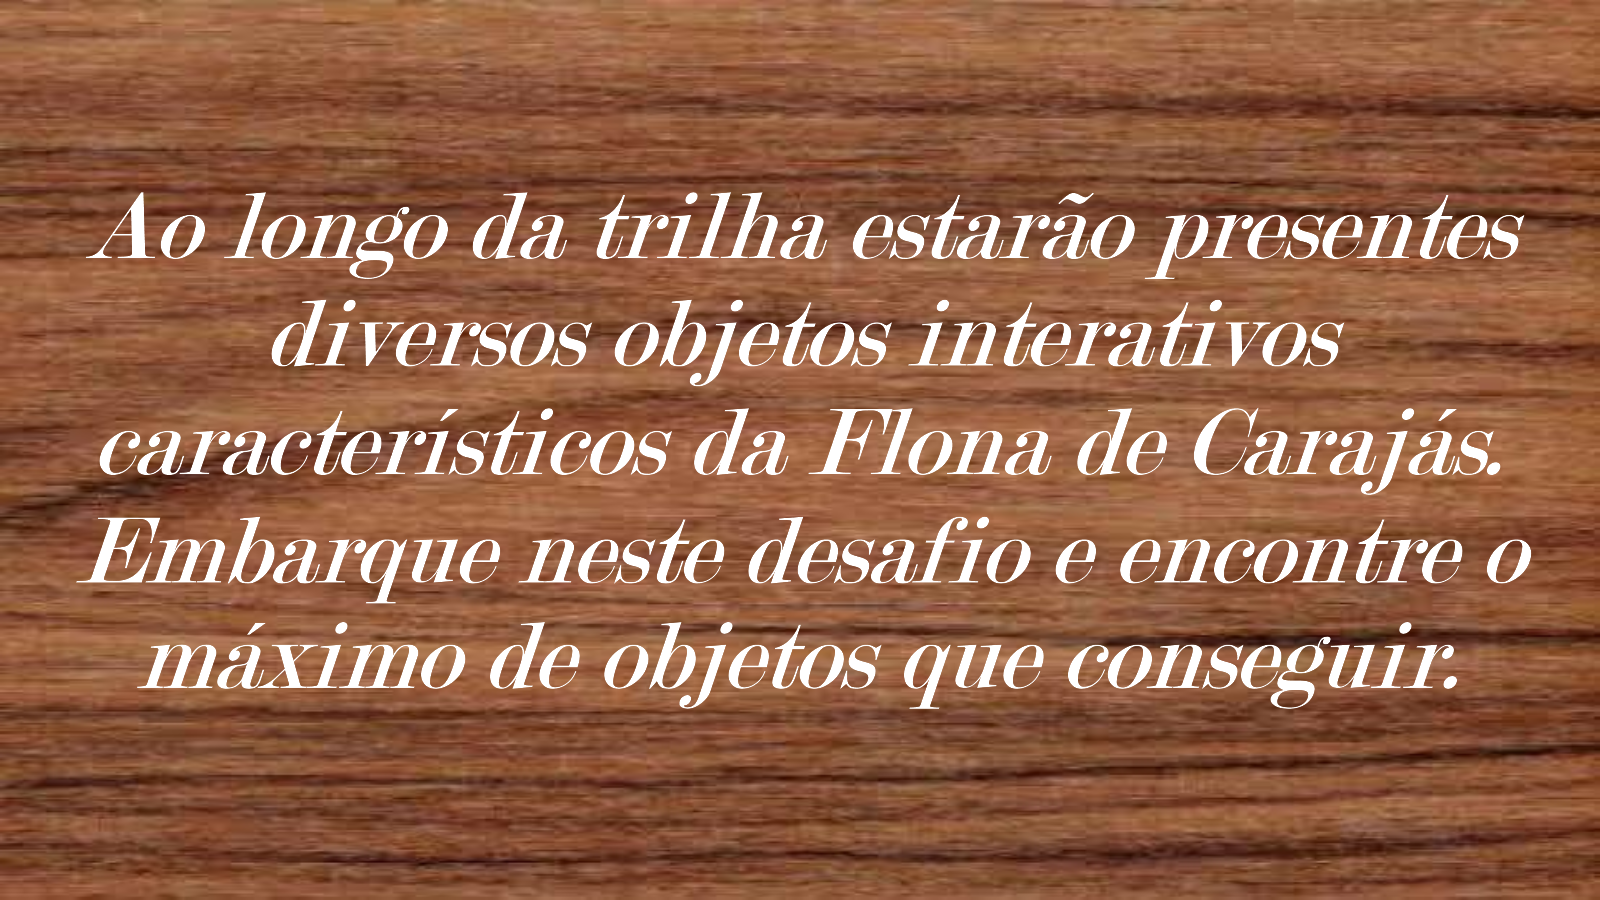 Ao longo da trilha estarão presentes
diversos objetos interativos
característicos da Flona de Carajás.
Embarque neste desafio e encontre o
máximo de objetos que conseguir.